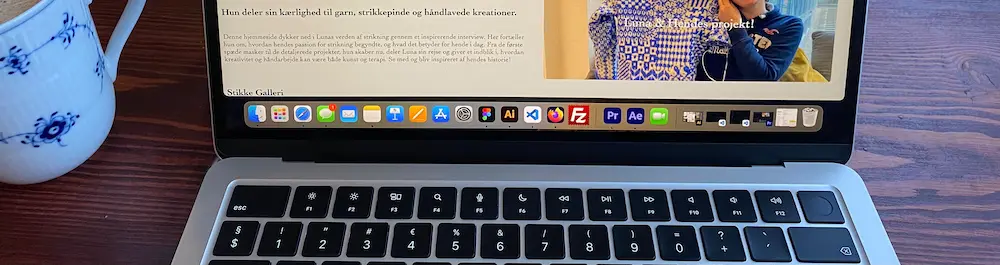 Hun deler sin kærlighed til garn, strikkepinde og håndlavede kreationer.
Denne hjemmeside dykker ned i Lunas verden af strikning gennem et inspirerende interview. Her fortæller
hun om, hvordan hendes passion for strikning begyndte, og hvad det betyder for hende i dag. Fra de første
spæde masker til de detaljerede projekter, hun skaber nu, deler Luna sin rejse og giver et indblik i, hvordan
kreativitet og håndarbejde kan være både kunst og terapi. Se med og bliv inspireret af hendes historie!
Luna & Hendes projekt!
Stikke Galleri
Ai
FZ
Pr
Ae
esc
F1 F2 F3 F4 F5 F6 F7 F8 F9 F10 F11 F12
§ ! " # € % & / ( ) = ? `
$ 1 2 3 4 5 6 7 8 9 0 + ´